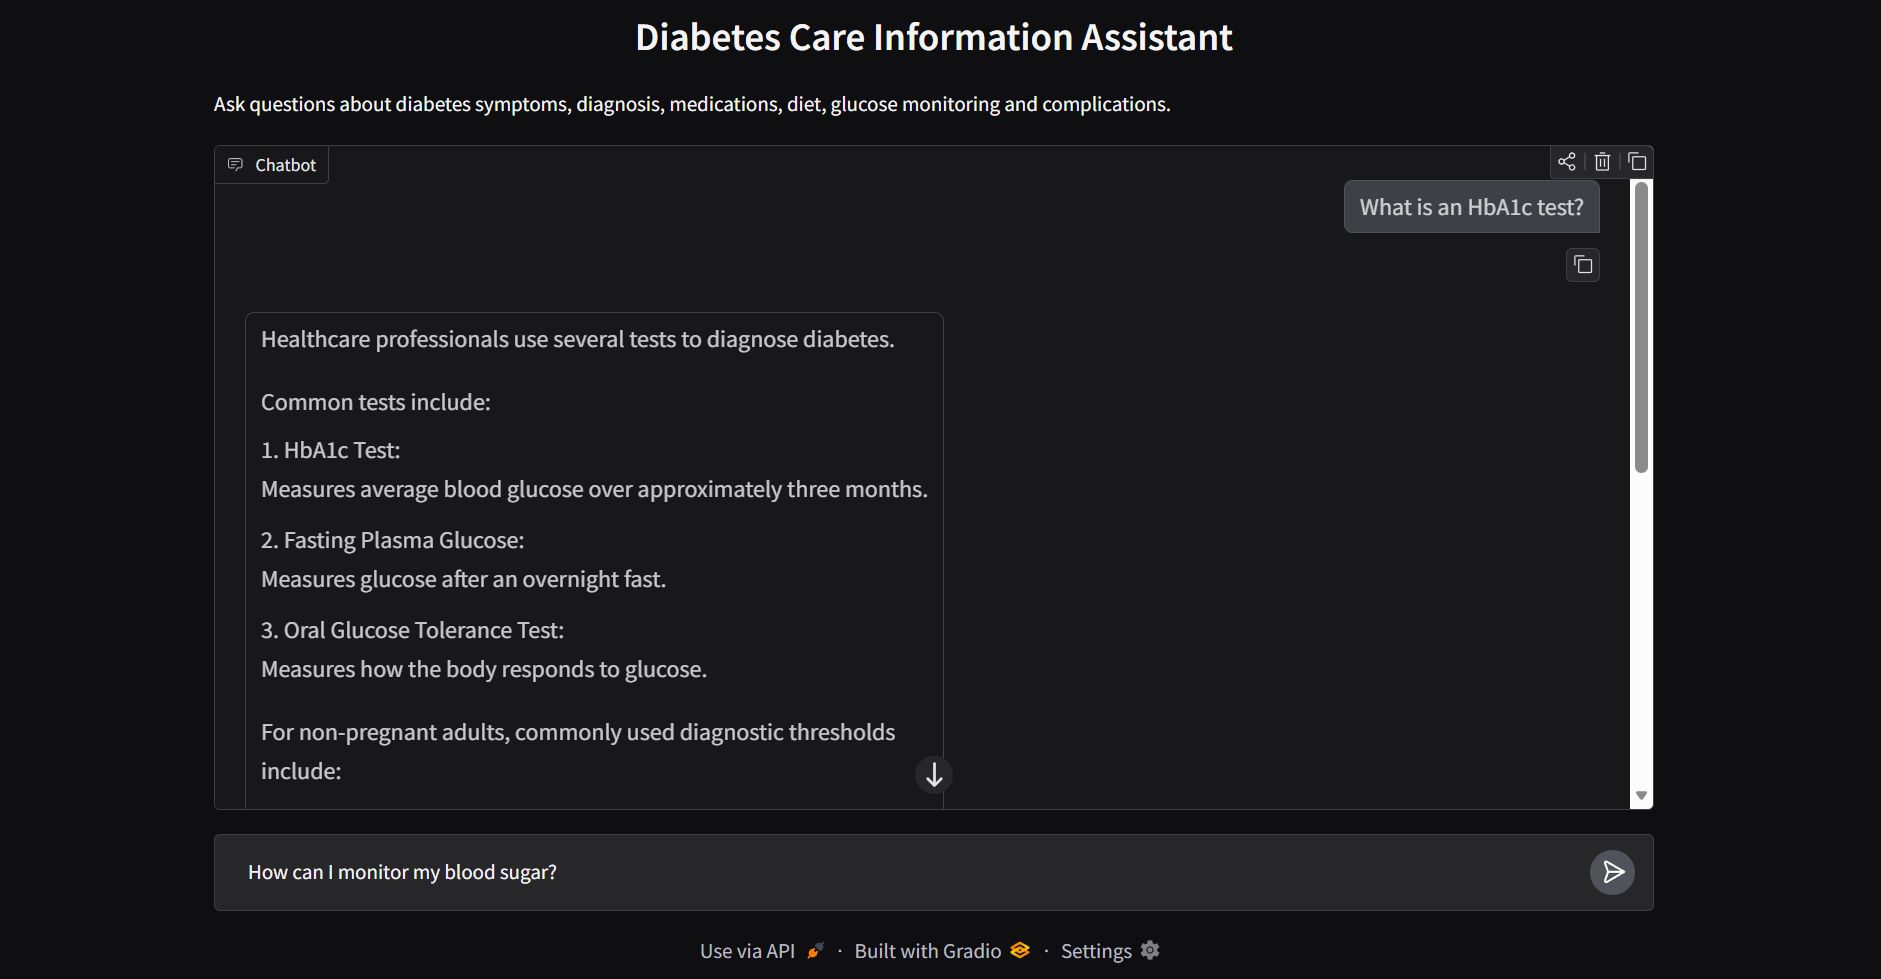 Diabetes Care Information Assistant
Ask questions about diabetes symptoms, diagnosis, medications, diet, glucose monitoring and complications.
Chatbot
What is an HbA1c test?
Healthcare professionals use several tests to diagnose diabetes.
Common tests include:
1. HbA1c Test:
Measures average blood glucose over approximately three months.
2. Fasting Plasma Glucose:
Measures glucose after an overnight fast.
3. Oral Glucose Tolerance Test:
Measures how the body responds to glucose.
For non-pregnant adults, commonly used diagnostic thresholds
include:
How can I monitor my blood sugar?
Use via API · Built with Gradio · Settings